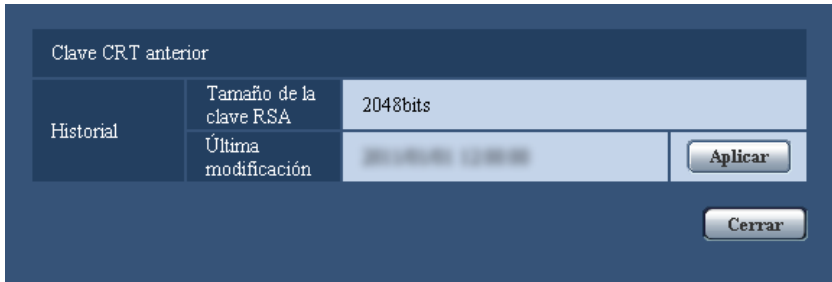 Clave CRT anterior
Historial
Tamaño de la
clave RSA
2048bits
Última
modificación
Aplicar
Cerrar